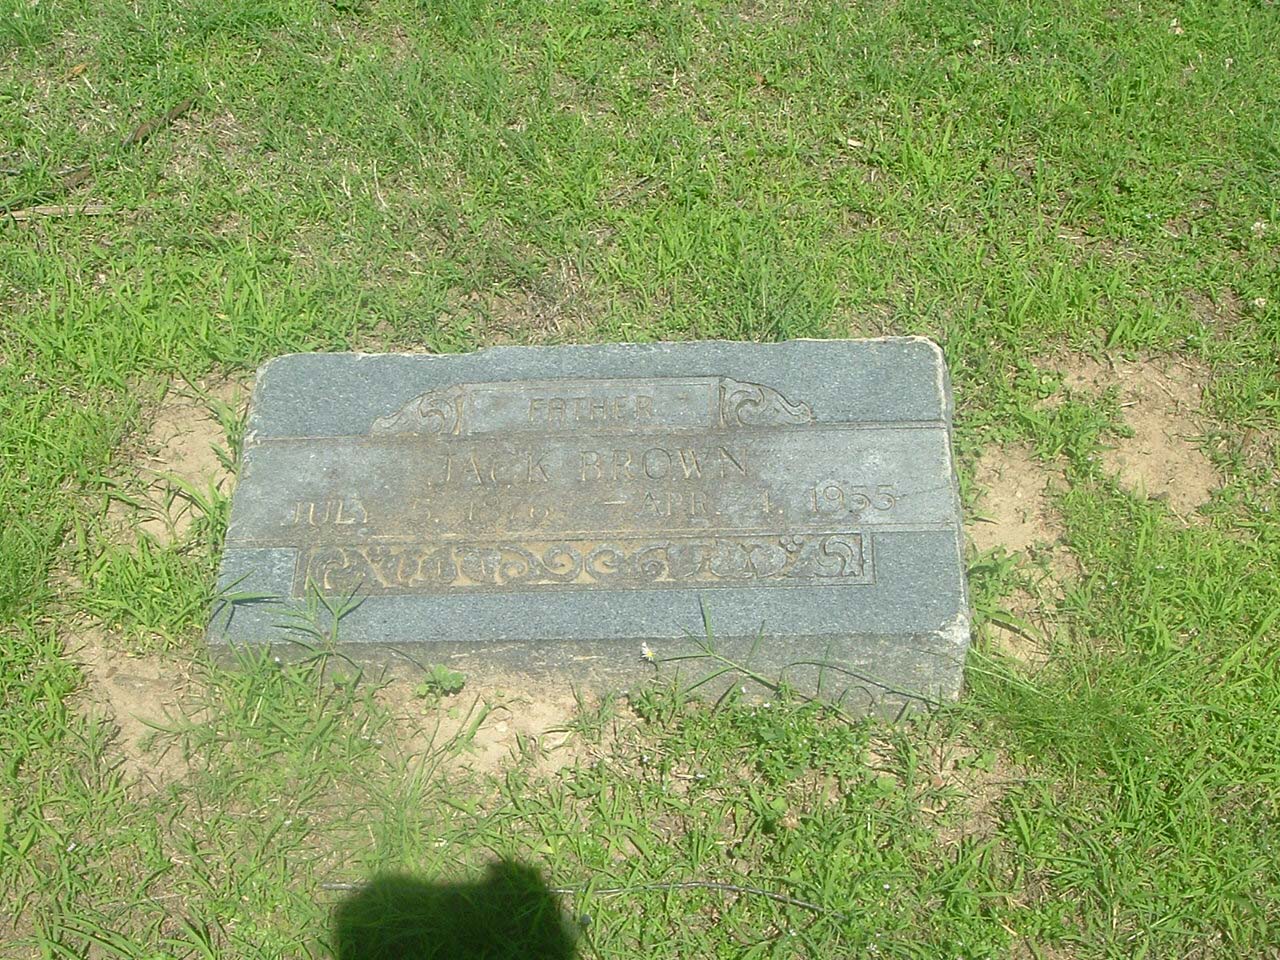 FATHER
JACK BROWN
JULY 5, 1876 — APR. 4, 1955